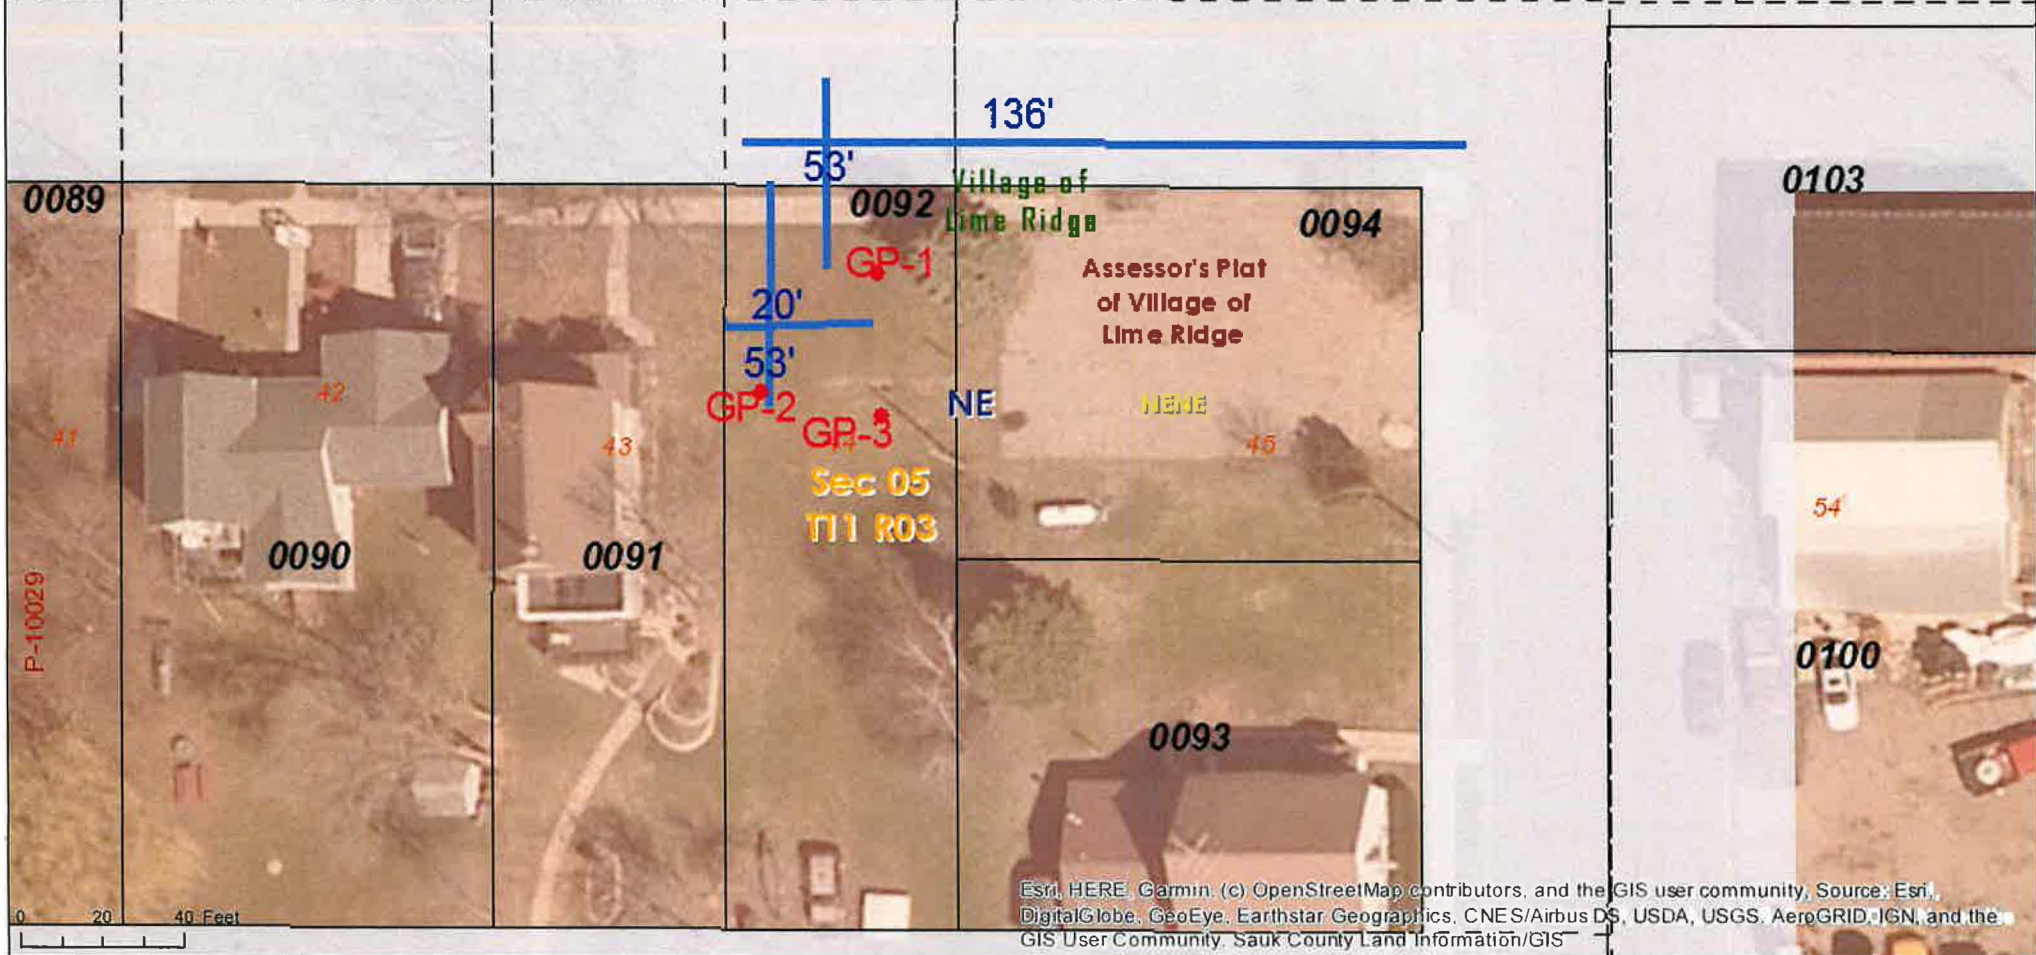 136'
53'
Village of
Lime Ridge
0089
0092
0094
0103
GP-1
Assessor's Plat
of Village of
Lime Ridge
20'
53'
GP-2
GP-3
NE
NENE
41
42
43
45
Sec 05
T11 R03
54
0090
0091
P-10029
0100
0093
0 20 40 Feet
Esri, HERE, Garmin, (c) OpenStreetMap contributors, and the GIS user community, Source: Esri,
DigitalGlobe, GeoEye, Earthstar Geographics, CNES/Airbus DS, USDA, USGS, AeroGRID, IGN, and the
GIS User Community, Sauk County Land Information/GIS